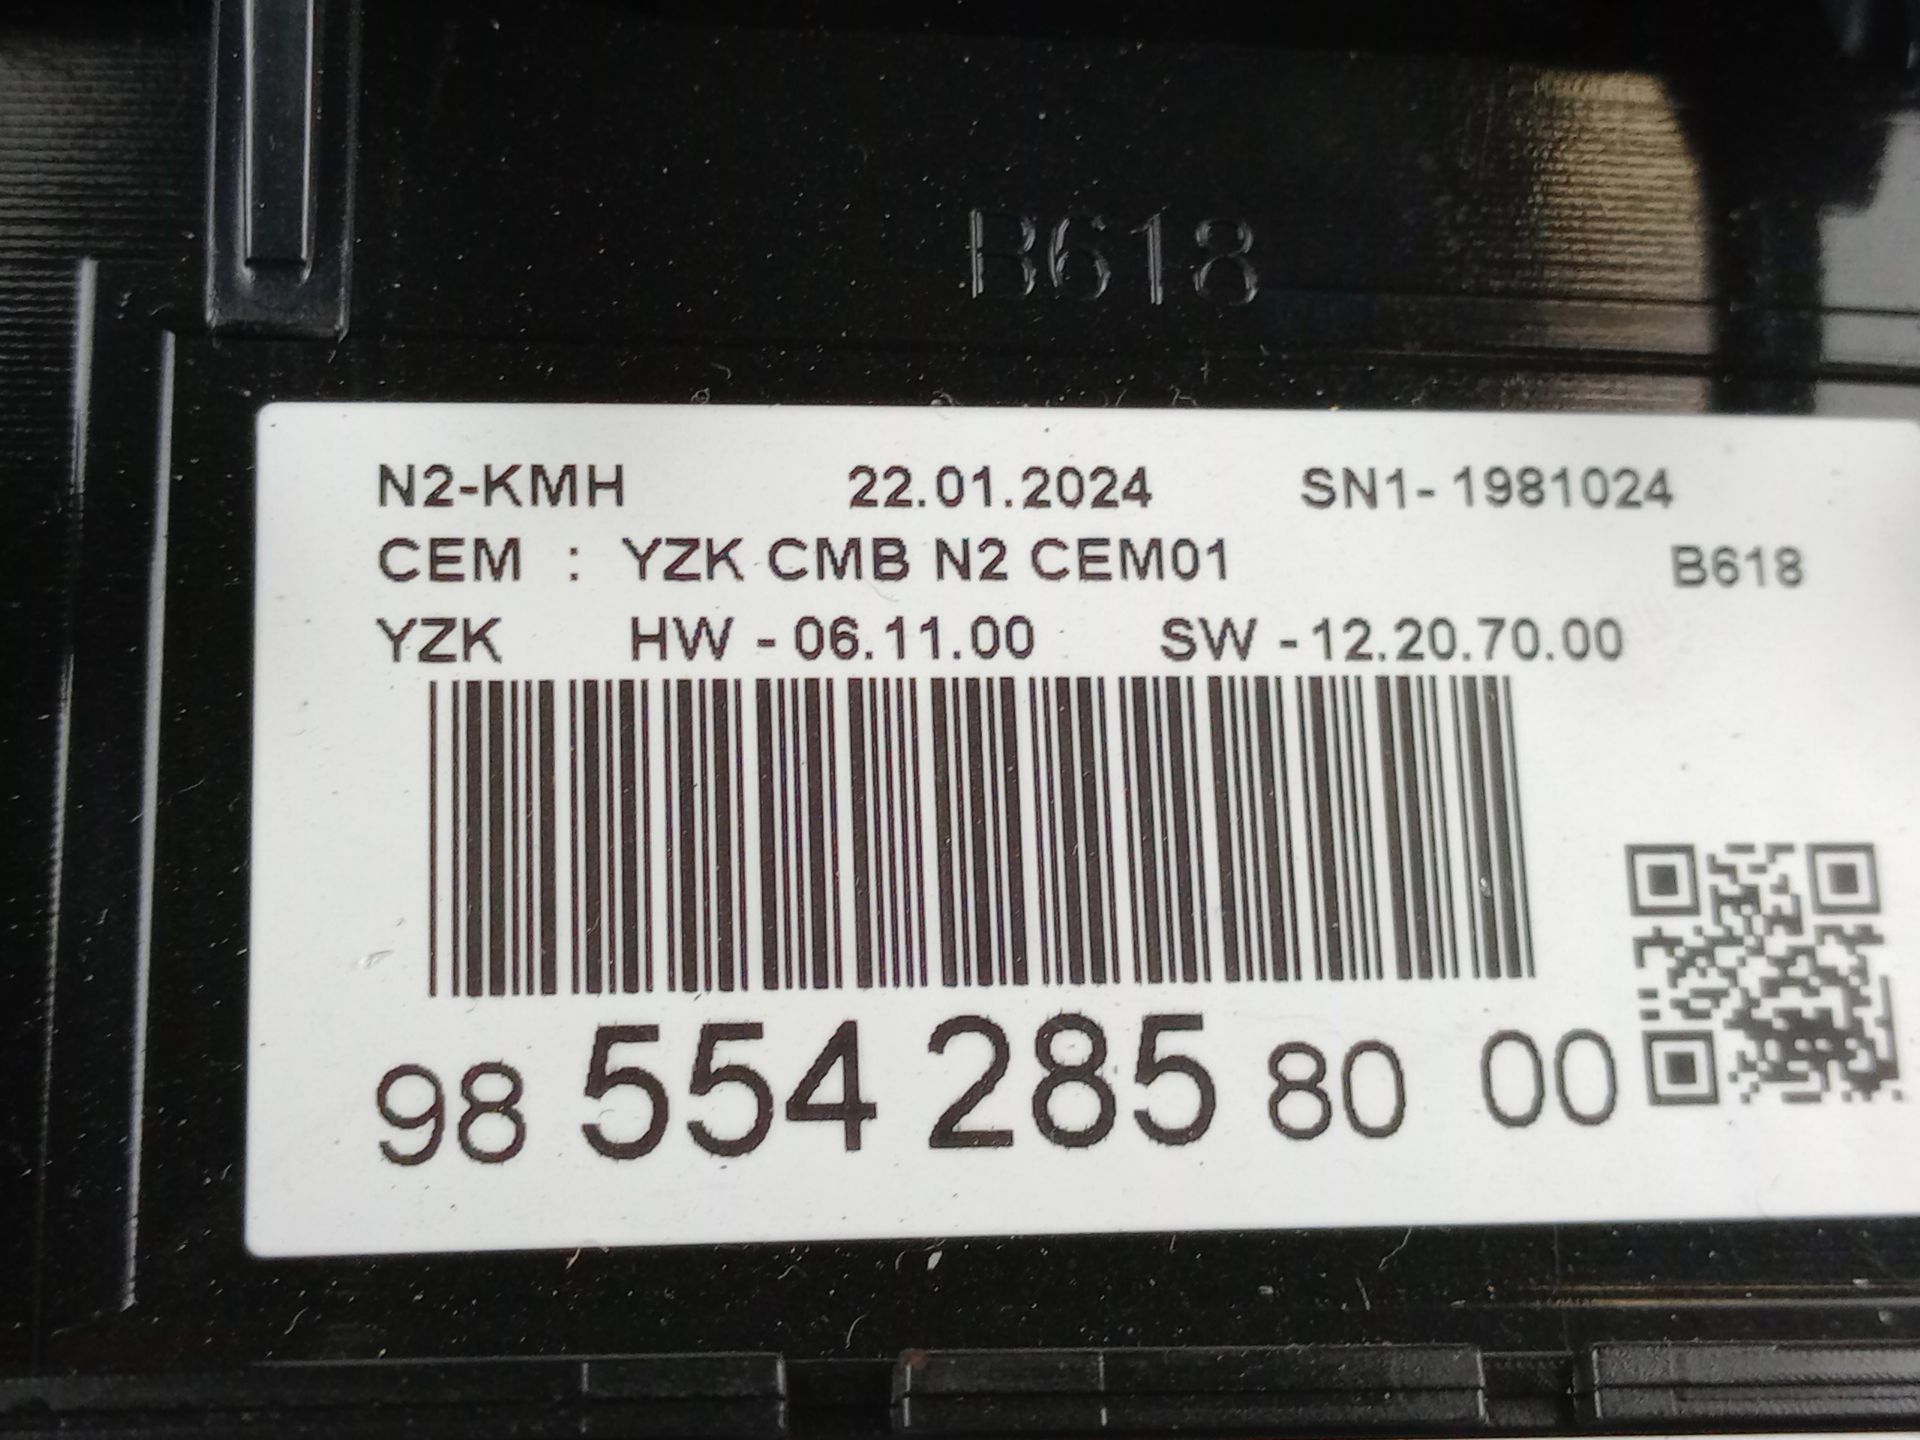 B618
N2-KMH 22.01.2024 SN1- 1981024
CEM : YZK CMB N2 CEM01 B618
YZK HW - 06.11.00 SW - 12.20.70.00
98 554 285 80 00